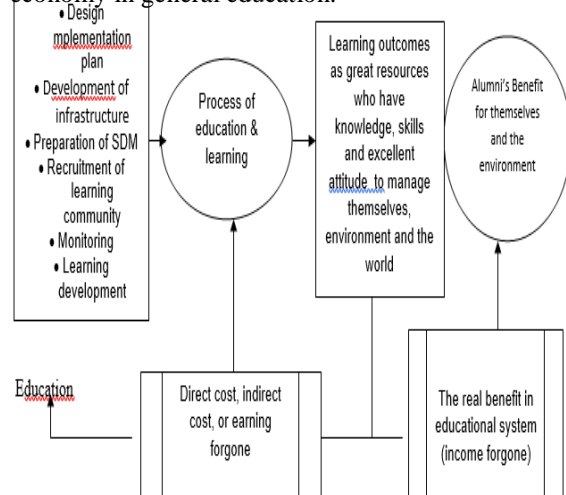 economy in general education.
• Design
mplementation
plan
• Development of
infrastructure
• Preparation of SDM
• Recruitment of
learning
community
• Monitoring
• Learning
development
Process of
education &
learning
Learning outcomes
as great resources
who have
knowledge, skills
and excellent
attitude to manage
themselves,
environment and the
world
Alumni's Benefit
for themselves
and the
environment
Education
Direct cost, indirect
cost, or earning
forgone
The real benefit in
educational system
(income forgone)